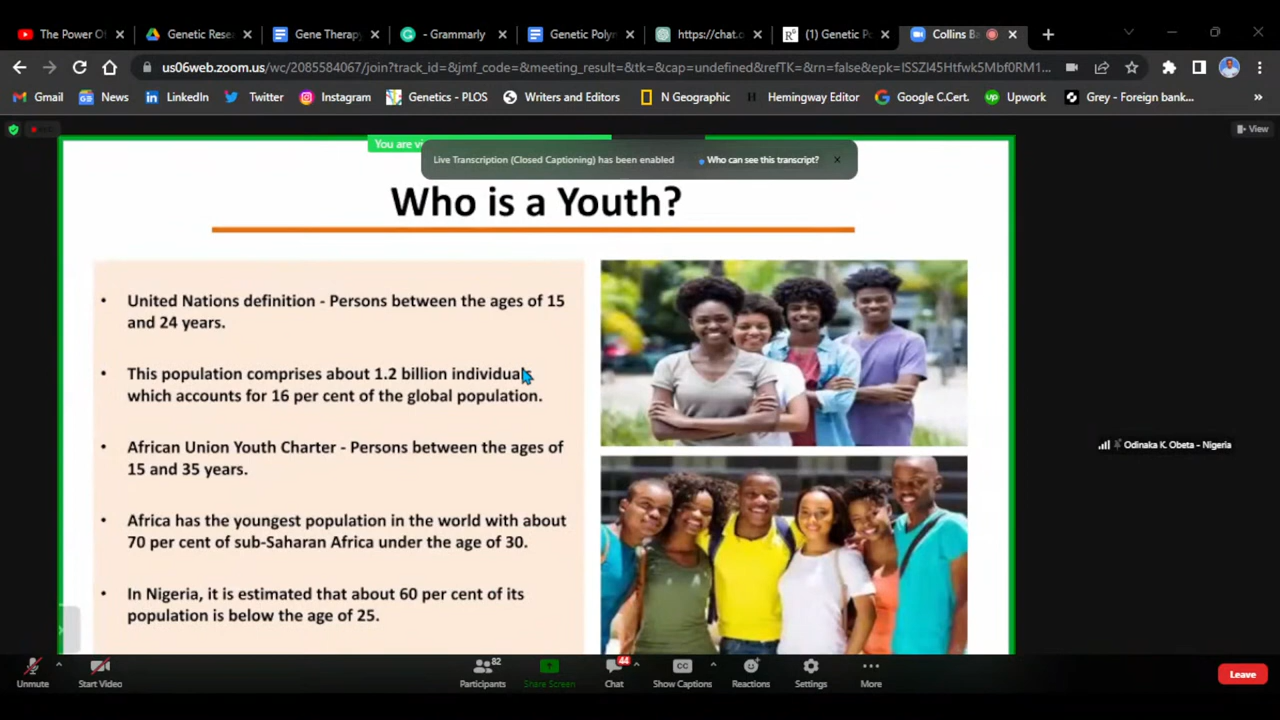 The Power Of
Genetic Resea
Gene Therapy
- Grammarly
Genetic Polyn
https://chat.o
(1) Genetic Po
Collins Ba
us06web.zoom.us/wc/2085584067/join?track_id=&jmf_code=&meeting_result=&tk=&cap=undefined&refTK=&rn=false&epk=ISSZI45Htfwk5Mbf0RM1...
Gmail
News
LinkedIn
Twitter
Instagram
Genetics - PLOS
Writers and Editors
N Geographic
Hemingway Editor
Google C.Cert.
Upwork
Grey - Foreign bank...
»
View
You are vi
Live Transcription (Closed Captioning) has been enabled
Who can see this transcript?
Who is a Youth?
• United Nations definition - Persons between the ages of 15
and 24 years.
• This population comprises about 1.2 billion individuals
which accounts for 16 per cent of the global population.
• African Union Youth Charter - Persons between the ages of
15 and 35 years.
• Africa has the youngest population in the world with about
70 per cent of sub-Saharan Africa under the age of 30.
• In Nigeria, it is estimated that about 60 per cent of its
population is below the age of 25.
Odinaka K. Obeta - Nigeria
Unmute
Start Video
82
Participants
Share Screen
44
Chat
CC
Show Captions
Reactions
Settings
More
Leave